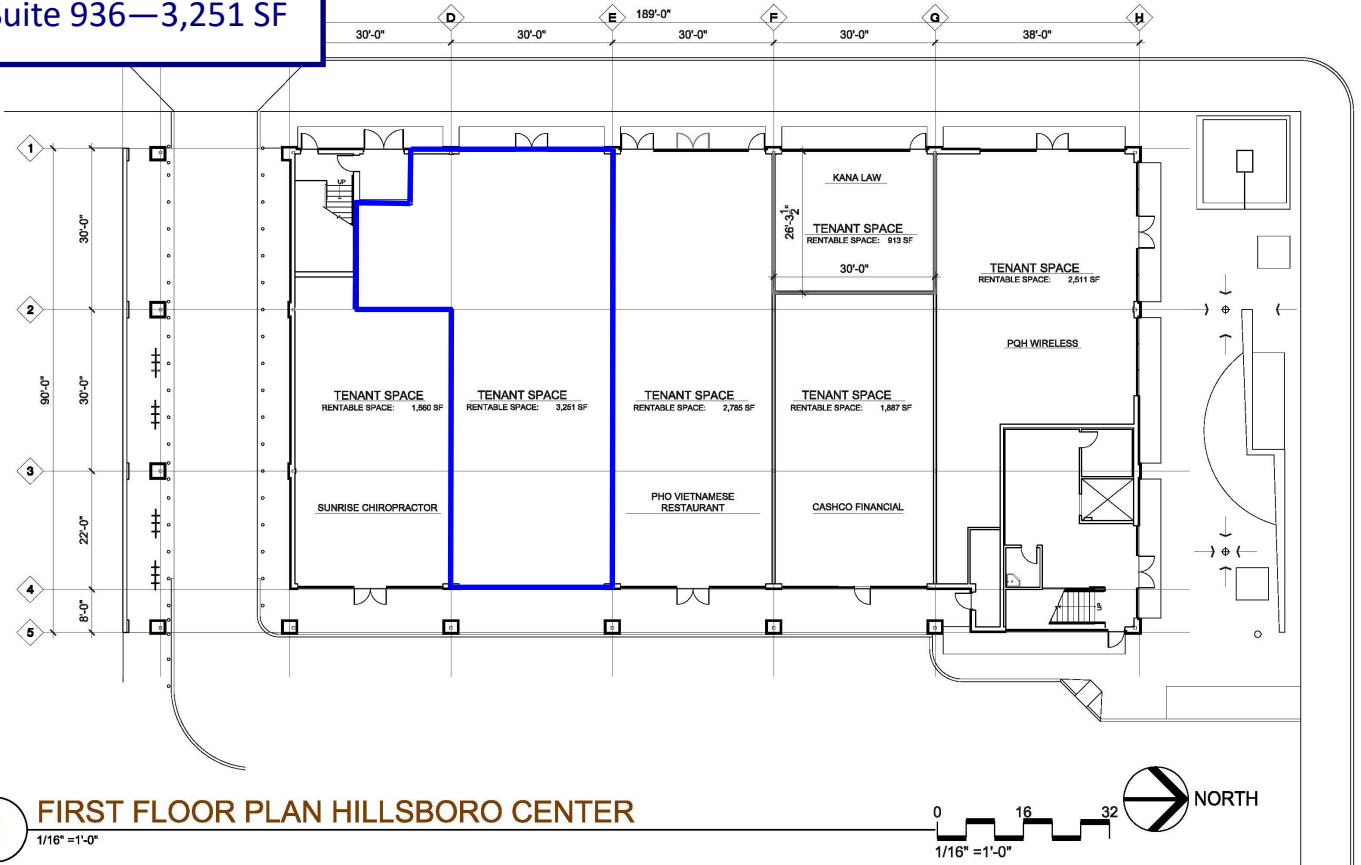 Suite 936—3,251 SF
189'-0"
D
E
F
G
H
30'-0"
30'-0"
30'-0"
30'-0"
38'-0"
1
2
3
4
5
90'-0"
30'-0"
30'-0"
22'-0"
8'-0"
UP
KANA LAW
TENANT SPACE
RENTABLE SPACE: 913 SF
26'-3½"
30'-0"
TENANT SPACE
RENTABLE SPACE: 2,511 SF
PQH WIRELESS
TENANT SPACE
RENTABLE SPACE: 1,560 SF
SUNRISE CHIROPRACTOR
TENANT SPACE
RENTABLE SPACE: 3,251 SF
TENANT SPACE
RENTABLE SPACE: 2,785 SF
PHO VIETNAMESE
RESTAURANT
TENANT SPACE
RENTABLE SPACE: 1,887 SF
CASHCO FINANCIAL
UP
FIRST FLOOR PLAN HILLSBORO CENTER
1/16" =1'-0"
0 16 32
1/16" =1'-0"
NORTH